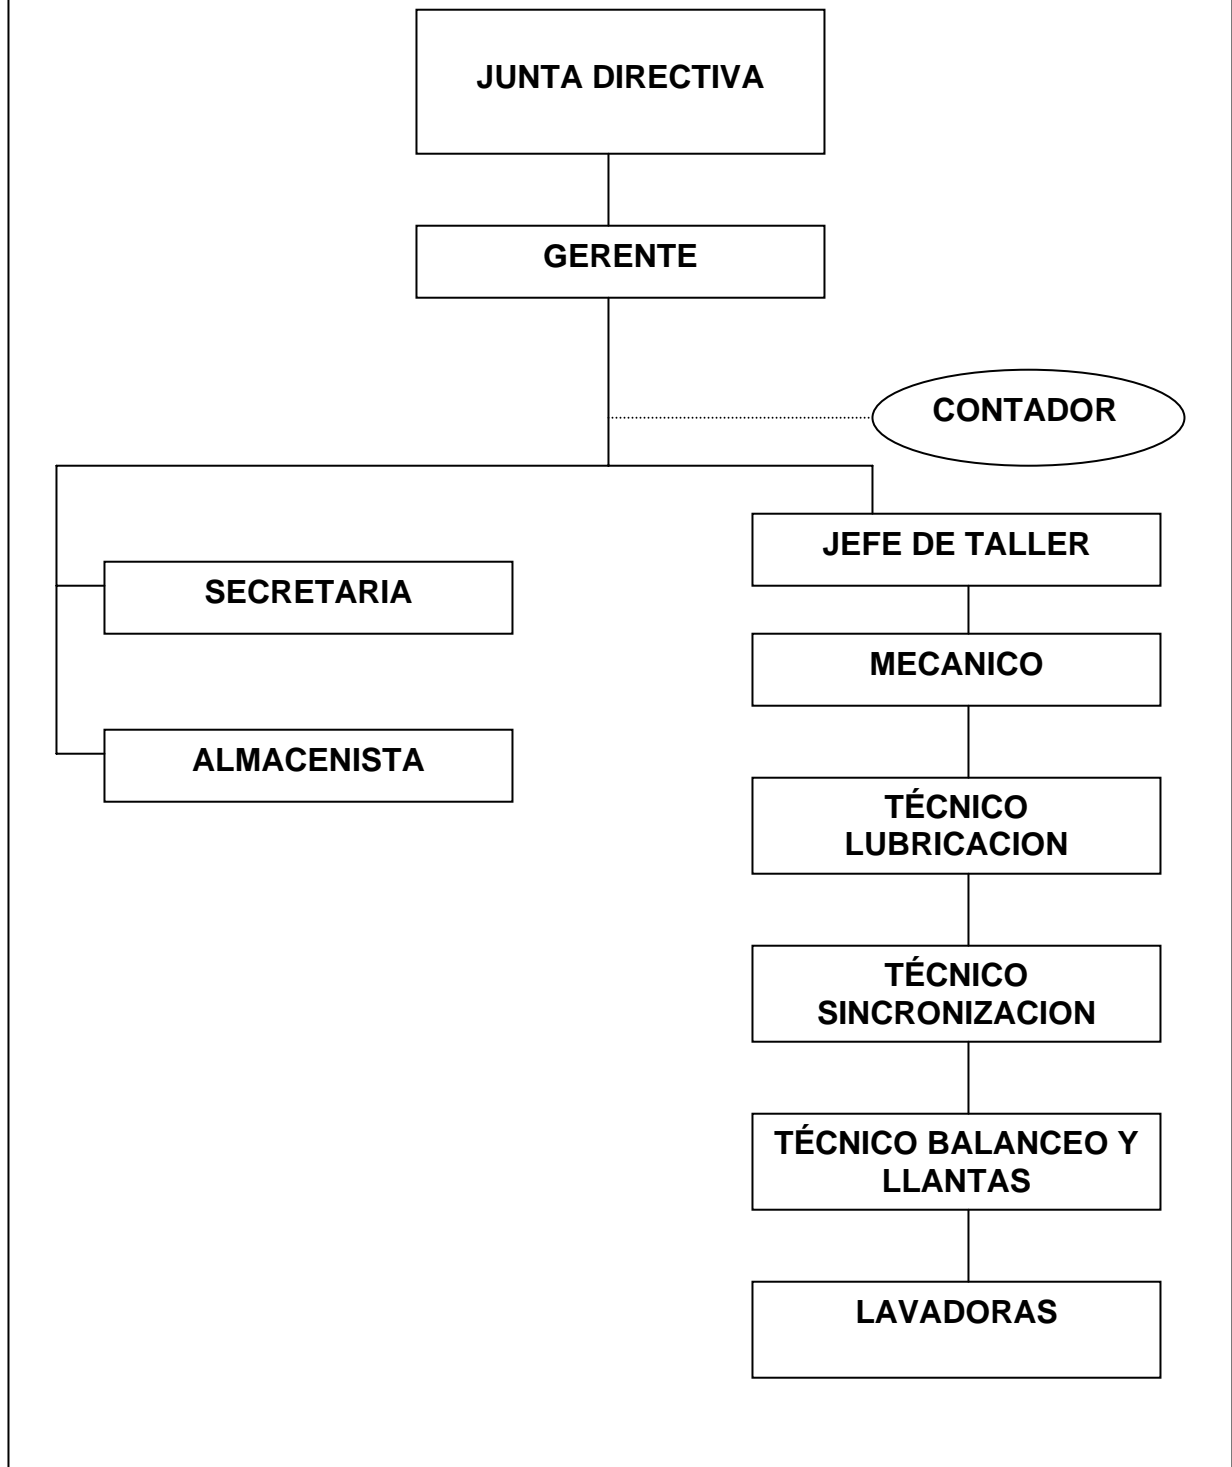 JUNTA DIRECTIVA
GERENTE
CONTADOR
SECRETARIA
ALMACENISTA
JEFE DE TALLER
MECANICO
TÉCNICO
LUBRICACION
TÉCNICO
SINCRONIZACION
TÉCNICO BALANCEO Y
LLANTAS
LAVADORAS